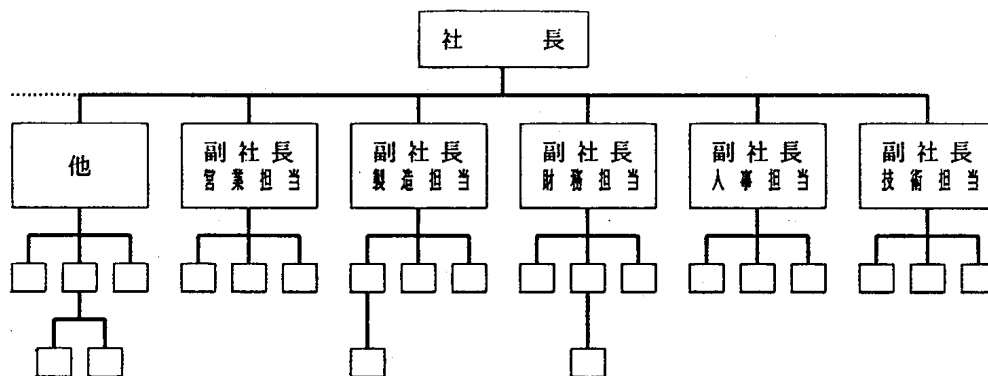 社長
他
副社長
営業担当
副社長
製造担当
副社長
財務担当
副社長
人事担当
副社長
技術担当